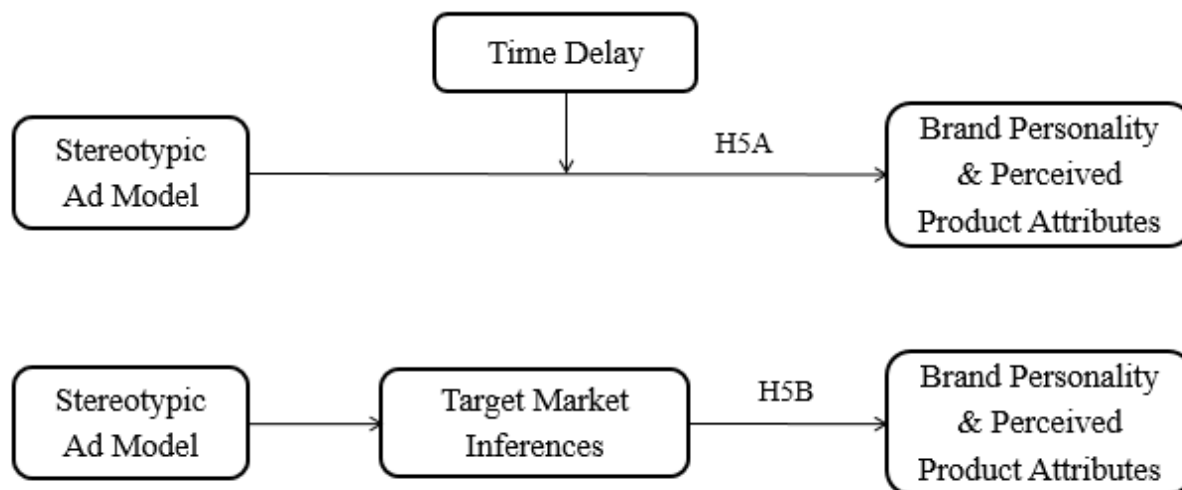 Time Delay
Stereotypic
Ad Model
H5A
Brand Personality
& Perceived
Product Attributes
Stereotypic
Ad Model
Target Market
Inferences
H5B
Brand Personality
& Perceived
Product Attributes